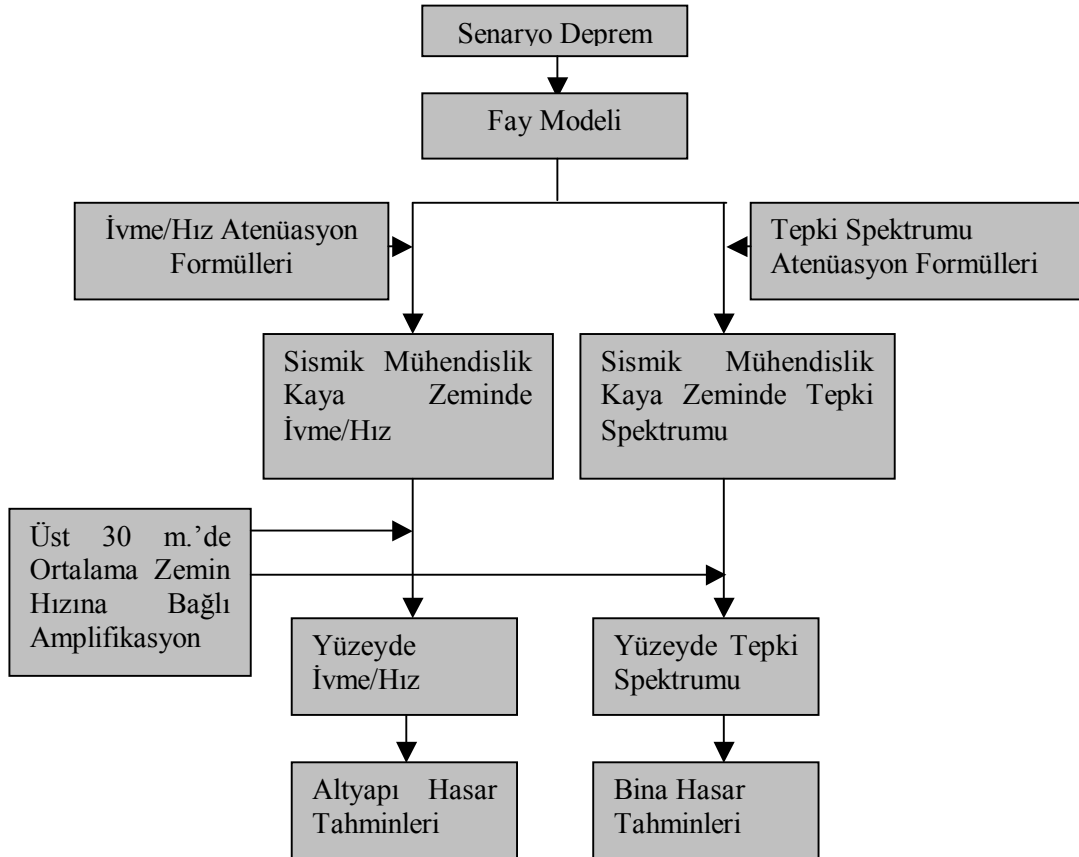 Senaryo Deprem
Fay Modeli
İvme/Hız Atenüasyon
Formülleri
Tepki Spektrumu
Atenüasyon Formülleri
Sismik Mühendislik
Kaya Zeminde
İvme/Hız
Sismik Mühendislik
Kaya Zeminde Tepki
Spektrumu
Üst 30 m.’de
Ortalama Zemin
Hızına Bağlı
Amplifikasyon
Yüzeyde
İvme/Hız
Yüzeyde Tepki
Spektrumu
Altyapı Hasar
Tahminleri
Bina Hasar
Tahminleri